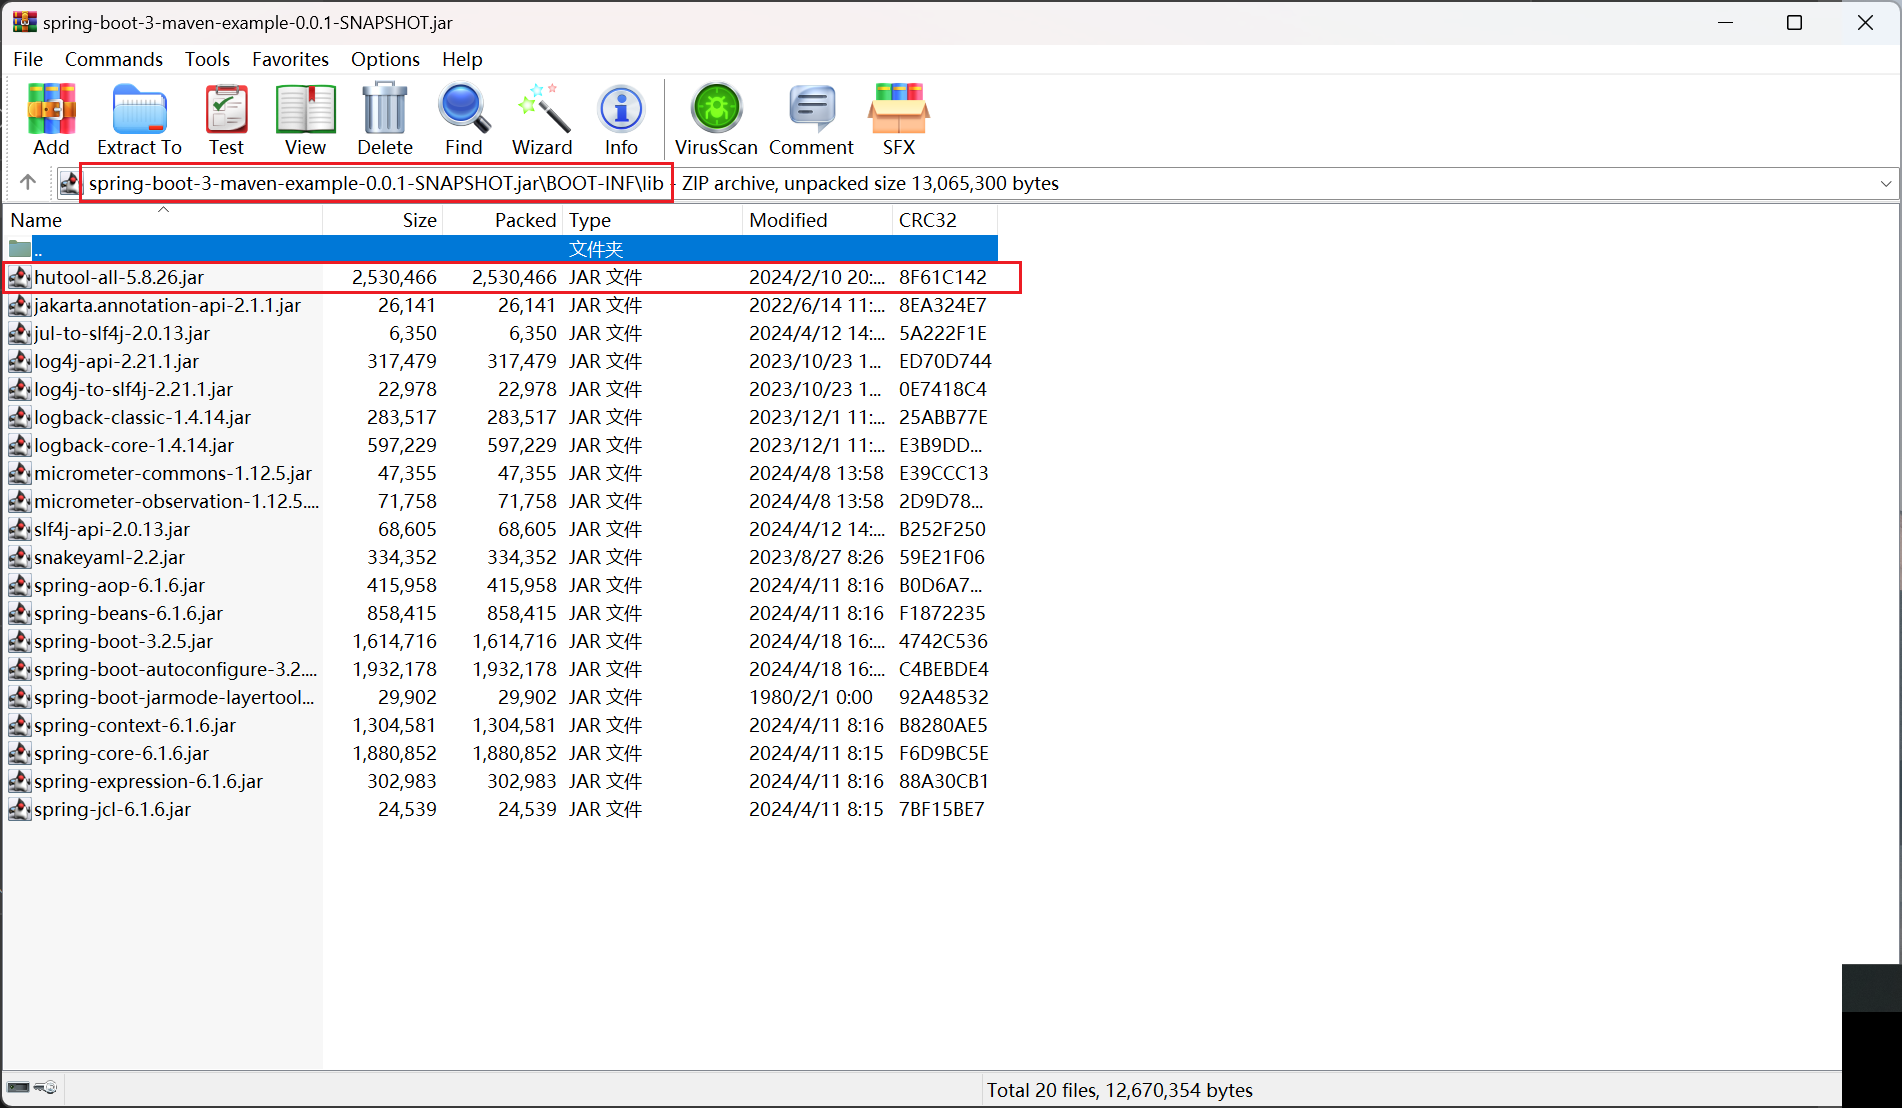 spring-boot-3-maven-example-0.0.1-SNAPSHOT.jar
File Commands Tools Favorites Options Help
Add Extract To Test View Delete Find Wizard Info VirusScan Comment SFX
spring-boot-3-maven-example-0.0.1-SNAPSHOT.jar\BOOT-INF\lib - ZIP archive, unpacked size 13,065,300 bytes
Name Size Packed Type Modified CRC32
.. 文件夹
hutool-all-5.8.26.jar 2,530,466 2,530,466 JAR 文件 2024/2/10 20:... 8F61C142
jakarta.annotation-api-2.1.1.jar 26,141 26,141 JAR 文件 2022/6/14 11:... 8EA324E7
jul-to-slf4j-2.0.13.jar 6,350 6,350 JAR 文件 2024/4/12 14:... 5A222F1E
log4j-api-2.21.1.jar 317,479 317,479 JAR 文件 2023/10/23 1... ED70D744
log4j-to-slf4j-2.21.1.jar 22,978 22,978 JAR 文件 2023/10/23 1... 0E7418C4
logback-classic-1.4.14.jar 283,517 283,517 JAR 文件 2023/12/1 11:... 25ABB77E
logback-core-1.4.14.jar 597,229 597,229 JAR 文件 2023/12/1 11:... E3B9DD...
micrometer-commons-1.12.5.jar 47,355 47,355 JAR 文件 2024/4/8 13:58 E39CCC13
micrometer-observation-1.12.5.... 71,758 71,758 JAR 文件 2024/4/8 13:58 2D9D78...
slf4j-api-2.0.13.jar 68,605 68,605 JAR 文件 2024/4/12 14:... B252F250
snakeyaml-2.2.jar 334,352 334,352 JAR 文件 2023/8/27 8:26 59E21F06
spring-aop-6.1.6.jar 415,958 415,958 JAR 文件 2024/4/11 8:16 B0D6A7...
spring-beans-6.1.6.jar 858,415 858,415 JAR 文件 2024/4/11 8:16 F1872235
spring-boot-3.2.5.jar 1,614,716 1,614,716 JAR 文件 2024/4/18 16:... 4742C536
spring-boot-autoconfigure-3.2.... 1,932,178 1,932,178 JAR 文件 2024/4/18 16:... C4BEBDE4
spring-boot-jarmode-layertool... 29,902 29,902 JAR 文件 1980/2/1 0:00 92A48532
spring-context-6.1.6.jar 1,304,581 1,304,581 JAR 文件 2024/4/11 8:16 B8280AE5
spring-core-6.1.6.jar 1,880,852 1,880,852 JAR 文件 2024/4/11 8:15 F6D9BC5E
spring-expression-6.1.6.jar 302,983 302,983 JAR 文件 2024/4/11 8:16 88A30CB1
spring-jcl-6.1.6.jar 24,539 24,539 JAR 文件 2024/4/11 8:15 7BF15BE7
Total 20 files, 12,670,354 bytes